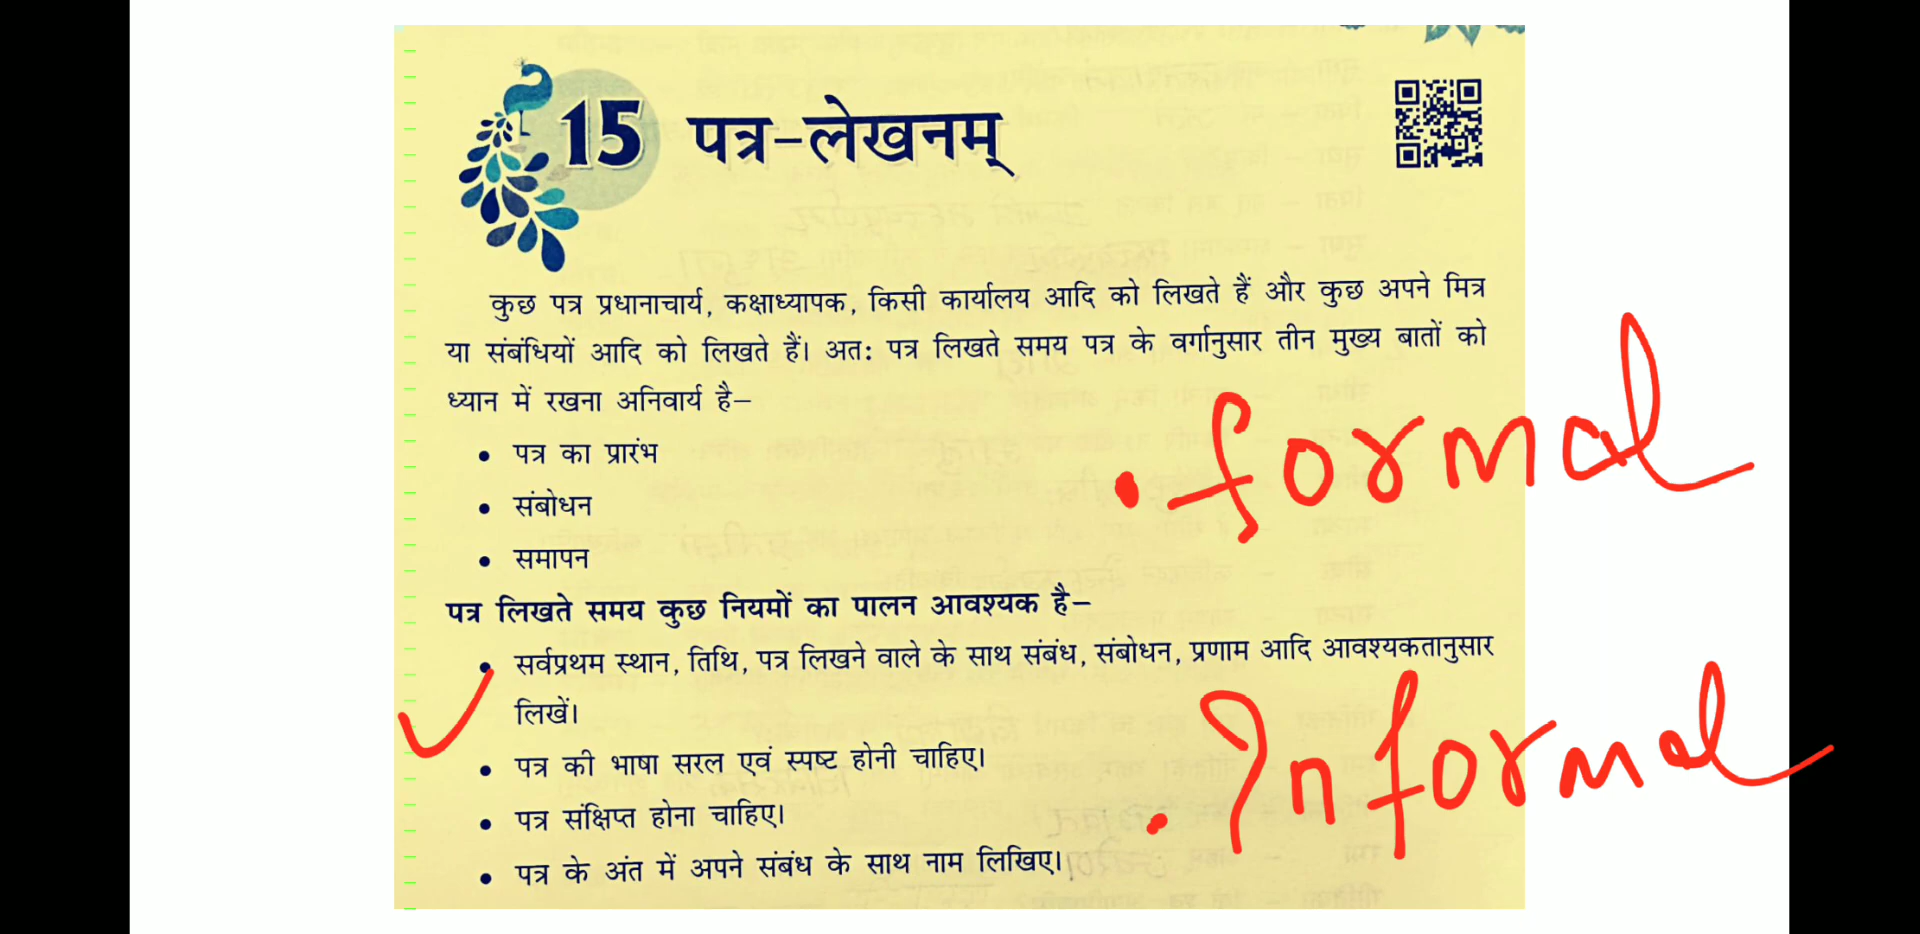 15 पत्र-लेखनम्
कुछ पत्र प्रधानाचार्य, कक्षाध्यापक, किसी कार्यालय आदि को लिखते हैं और कुछ अपने मित्र
या संबंधियों आदि को लिखते हैं। अत: पत्र लिखते समय पत्र के वर्गानुसार तीन मुख्य बातों को
ध्यान में रखना अनिवार्य है–
• पत्र का प्रारंभ
• संबोधन
• समापन
. formal
पत्र लिखते समय कुछ नियमों का पालन आवश्यक है–
• सर्वप्रथम स्थान, तिथि, पत्र लिखने वाले के साथ संबंध, संबोधन, प्रणाम आदि आवश्यकतानुसार
लिखें।
• पत्र की भाषा सरल एवं स्पष्ट होनी चाहिए।
• पत्र संक्षिप्त होना चाहिए।
• पत्र के अंत में अपने संबंध के साथ नाम लिखिए।
. Informal